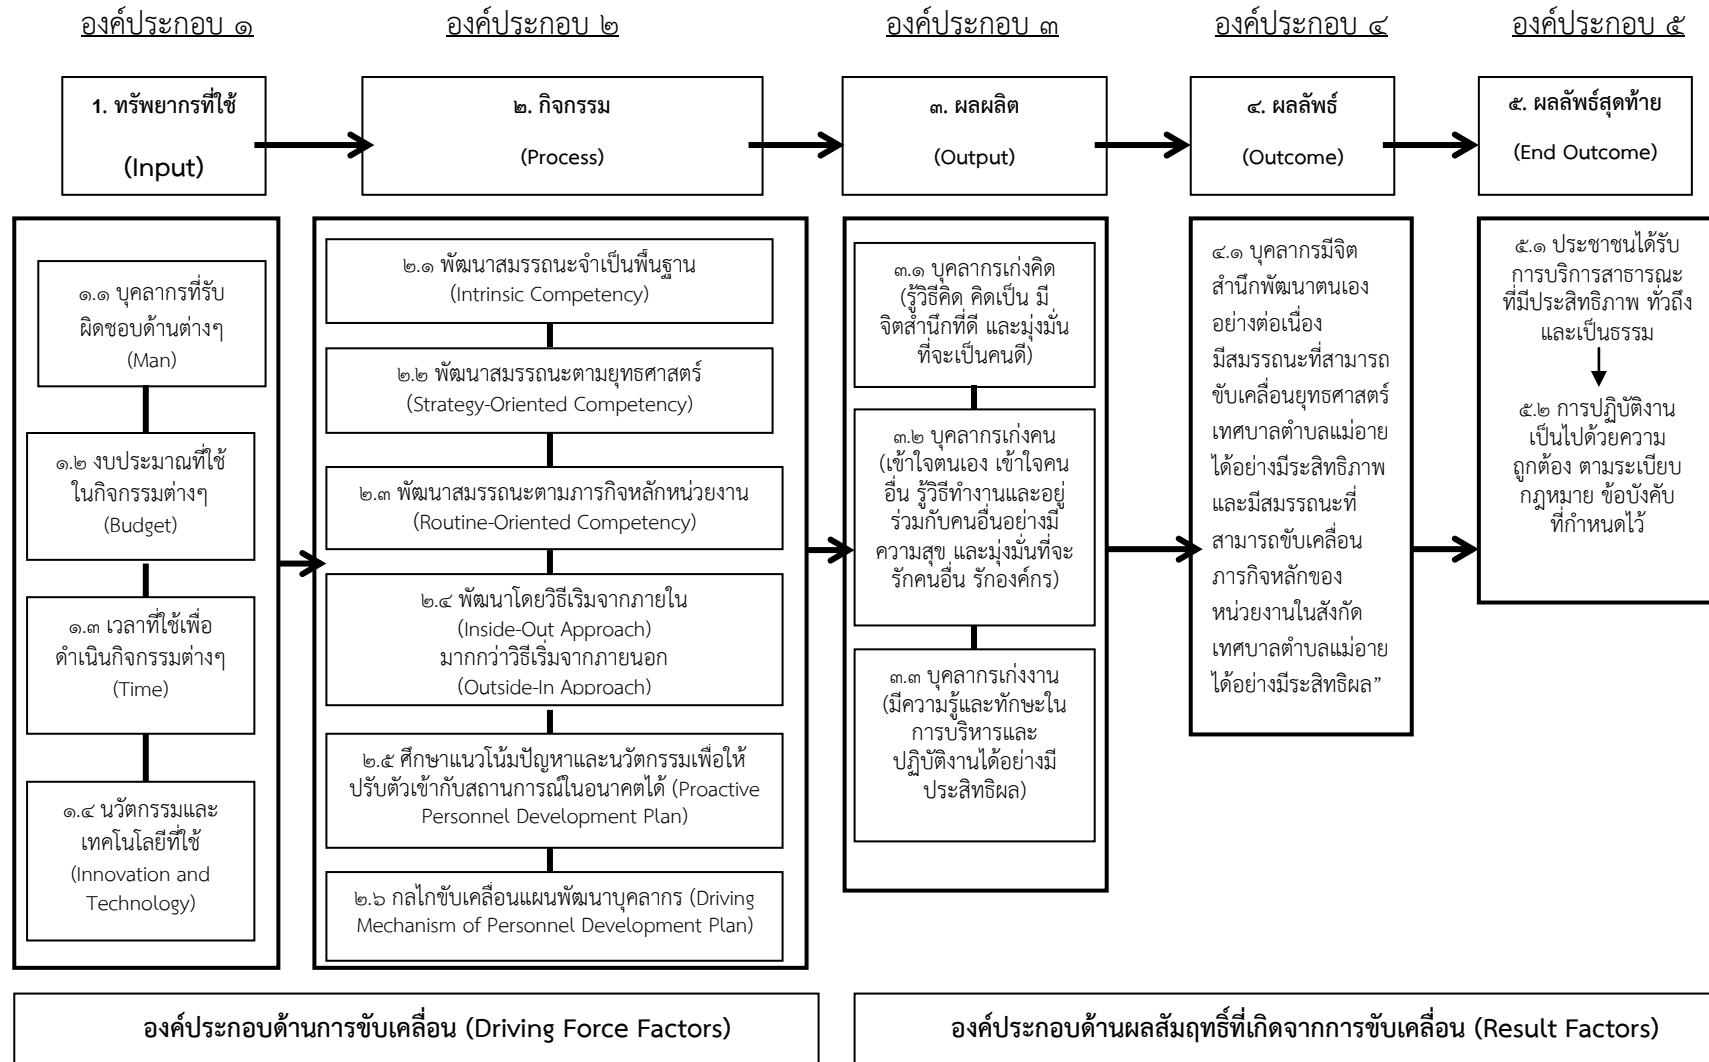 องค์ประกอบ ๑
องค์ประกอบ ๒
องค์ประกอบ ๓
องค์ประกอบ ๔
องค์ประกอบ ๕
1. ทรัพยากรที่ใช้
(Input)
๒. กิจกรรม
(Process)
๓. ผลผลิต
(Output)
๔. ผลลัพธ์
(Outcome)
๕. ผลลัพธ์สุดท้าย
(End Outcome)
๑.๑ บุคลากรที่รับ
ผิดชอบด้านต่างๆ
(Man)
๑.๒ งบประมาณที่ใช้
ในกิจกรรมต่างๆ
(Budget)
๑.๓ เวลาที่ใช้เพื่อ
ดำเนินกิจกรรมต่างๆ
(Time)
๑.๔ นวัตกรรมและ
เทคโนโลยีที่ใช้
(Innovation and
Technology)
๒.๑ พัฒนาสมรรถนะจำเป็นพื้นฐาน
(Intrinsic Competency)
๒.๒ พัฒนาสมรรถนะตามยุทธศาสตร์
(Strategy-Oriented Competency)
๒.๓ พัฒนาสมรรถนะตามภารกิจหลักหน่วยงาน
(Routine-Oriented Competency)
๒.๔ พัฒนาโดยวิธีเริมจากภายใน
(Inside-Out Approach)
มากกว่าวิธีเริ่มจากภายนอก
(Outside-In Approach)
๒.๕ ศึกษาแนวโน้มปัญหาและนวัตกรรมเพื่อให้
ปรับตัวเข้ากับสถานการณ์ในอนาคตได้ (Proactive
Personnel Development Plan)
๒.๖ กลไกขับเคลื่อนแผนพัฒนาบุคลากร (Driving
Mechanism of Personnel Development Plan)
๓.๑ บุคลากรเก่งคิด
(รู้วิธีคิด คิดเป็น มี
จิตสำนึกที่ดี และมุ่งมั่น
ที่จะเป็นคนดี)
๓.๒ บุคลากรเก่งคน
(เข้าใจตนเอง เข้าใจคน
อื่น รู้วิธีทำงานและอยู่
ร่วมกับคนอื่นอย่างมี
ความสุข และมุ่งมั่นที่จะ
รักคนอื่น รักองค์กร)
๓.๓ บุคลากรเก่งงาน
(มีความรู้และทักษะใน
การบริหารและ
ปฏิบัติงานได้อย่างมี
ประสิทธิผล)
๔.๑ บุคลากรมีจิต
สำนึกพัฒนาตนเอง
อย่างต่อเนื่อง
มีสมรรถนะที่สามารถ
ขับเคลื่อนยุทธศาสตร์
เทศบาลตำบลแม่อาย
ได้อย่างมีระสิทธิภาพ
และมีสมรรถนะที่
สามารถขับเคลื่อน
ภารกิจหลักของ
หน่วยงานในสังกัด
เทศบาลตำบลแม่อาย
ได้อย่างมีระสิทธิผล”
๕.๑ ประชาชนได้รับ
การบริการสาธารณะ
ที่มีประสิทธิภาพ ทั่วถึง
และเป็นธรรม
๕.๒ การปฏิบัติงาน
เป็นไปด้วยความ
ถูกต้อง ตามระเบียบ
กฎหมาย ข้อบังคับ
ที่กำหนดไว้
องค์ประกอบด้านการขับเคลื่อน (Driving Force Factors)
องค์ประกอบด้านผลสัมฤทธิ์ที่เกิดจากการขับเคลื่อน (Result Factors)